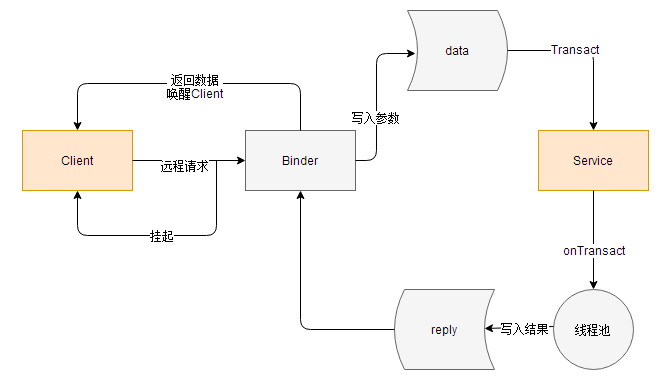 data
Transact
返回数据
唤醒Client
写入参数
Client
远程请求
Binder
Service
挂起
onTransact
reply
写入结果
线程池